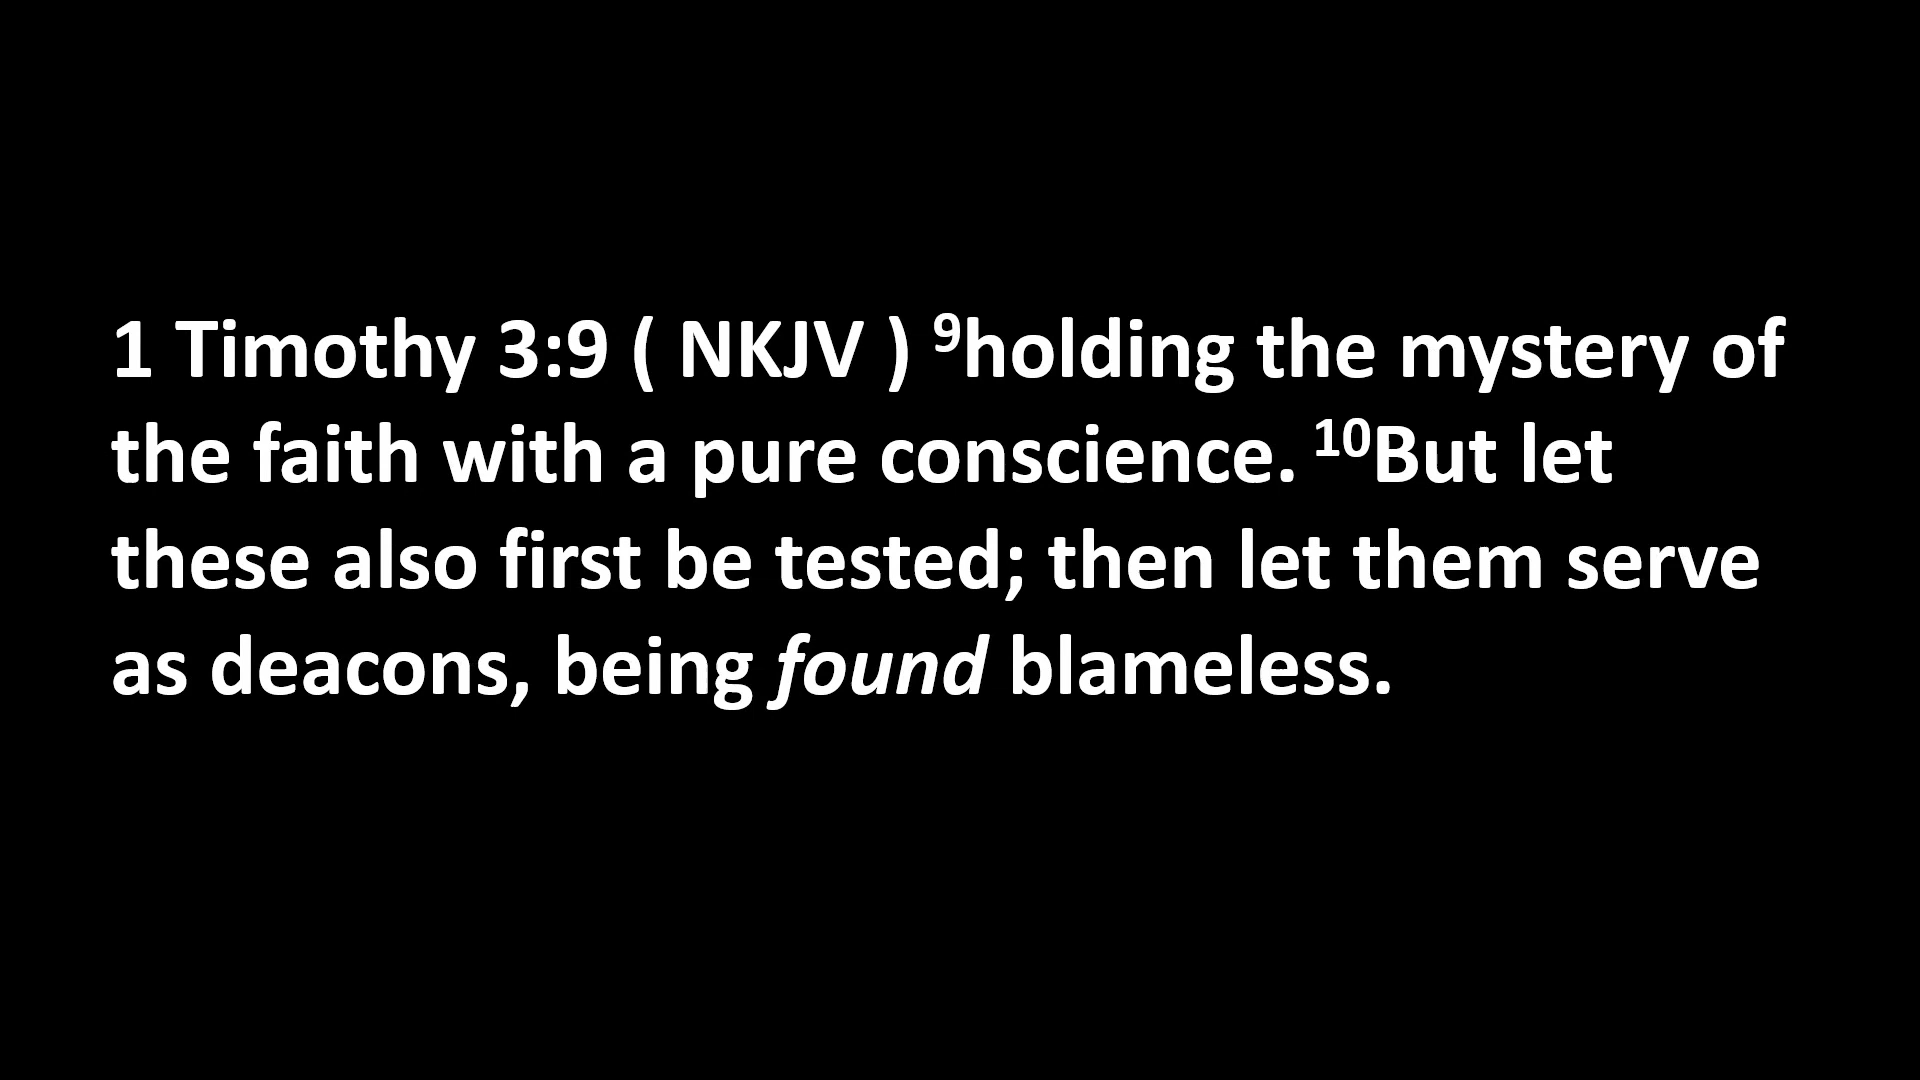 1 Timothy 3:9 ( NKJV ) ⁹holding the mystery of
the faith with a pure conscience. ¹⁰But let
these also first be tested; then let them serve
as deacons, being found blameless.